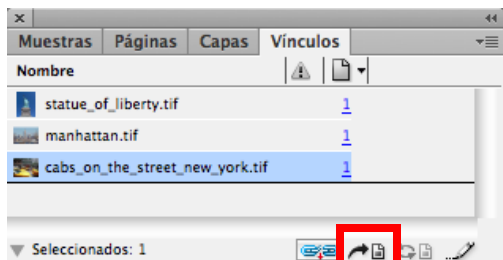 Muestras Páginas Capas Vínculos
Nombre
statue_of_liberty.tif 1
manhattan.tif 1
cabs_on_the_street_new_york.tif 1
Seleccionados: 1